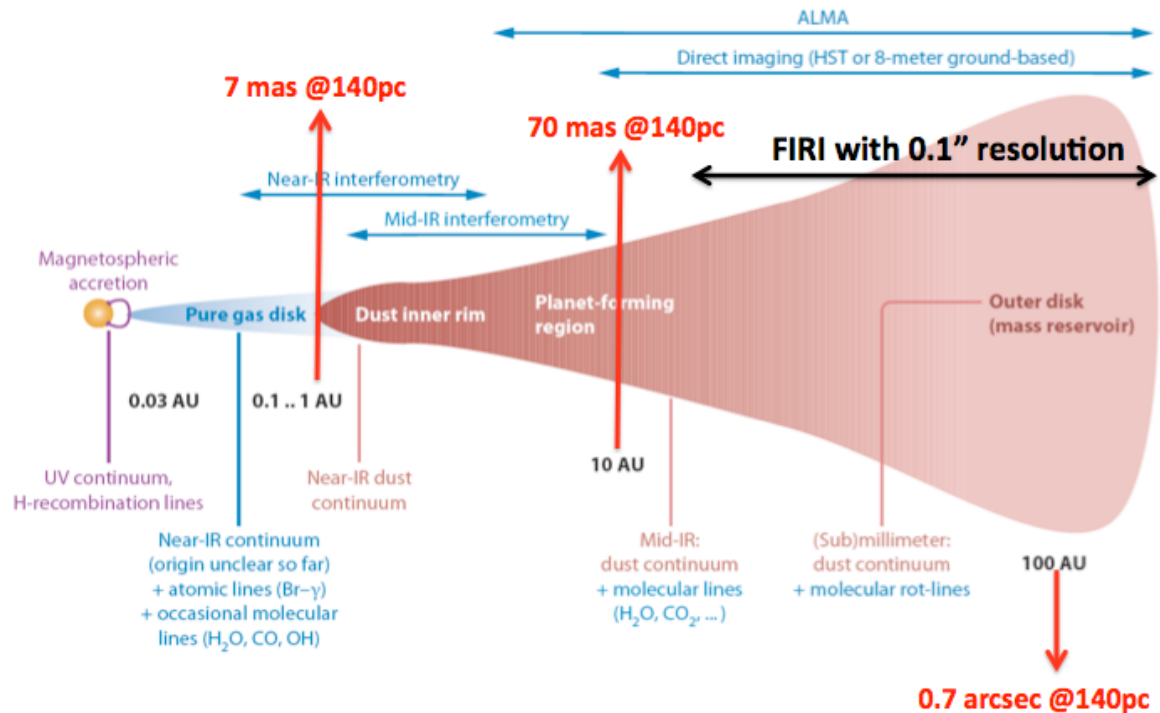 ALMA
Direct imaging (HST or 8-meter ground-based)
7 mas @140pc
70 mas @140pc
FIRI with 0.1” resolution
Near-IR interferometry
Mid-IR interferometry
Magnetospheric
accretion
Pure gas disk
Dust inner rim
Planet-forming
region
Outer disk
(mass reservoir)
0.03 AU
0.1 .. 1 AU
10 AU
100 AU
UV continuum,
H-recombination lines
Near-IR dust
continuum
Near-IR continuum
(origin unclear so far)
+ atomic lines (Br–γ)
+ occasional molecular
lines (H₂O, CO, OH)
Mid-IR:
dust continuum
+ molecular lines
(H₂O, CO₂, ... )
(Sub)millimeter:
dust continuum
+ molecular rot-lines
0.7 arcsec @140pc